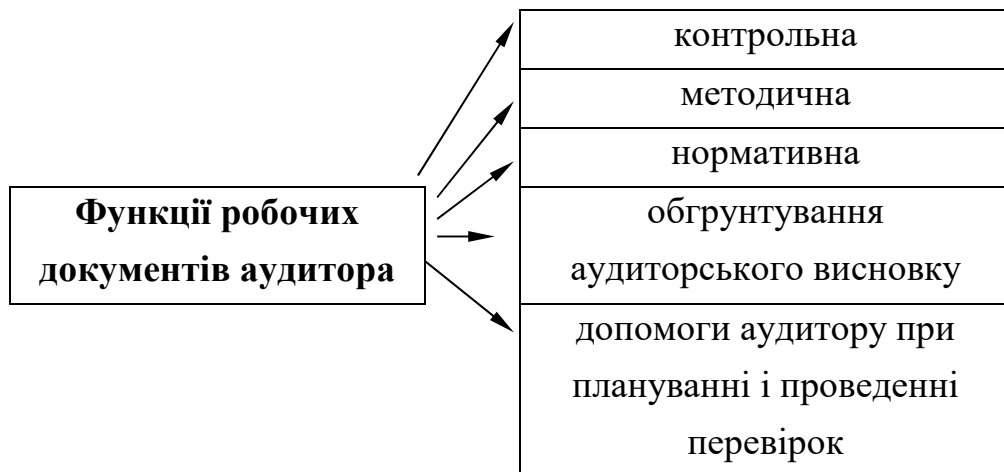 контрольна
методична
нормативна
Функції робочих
документів аудитора
обгрунтування
аудиторського висновку
допомоги аудитору при
плануванні і проведенні
перевірок